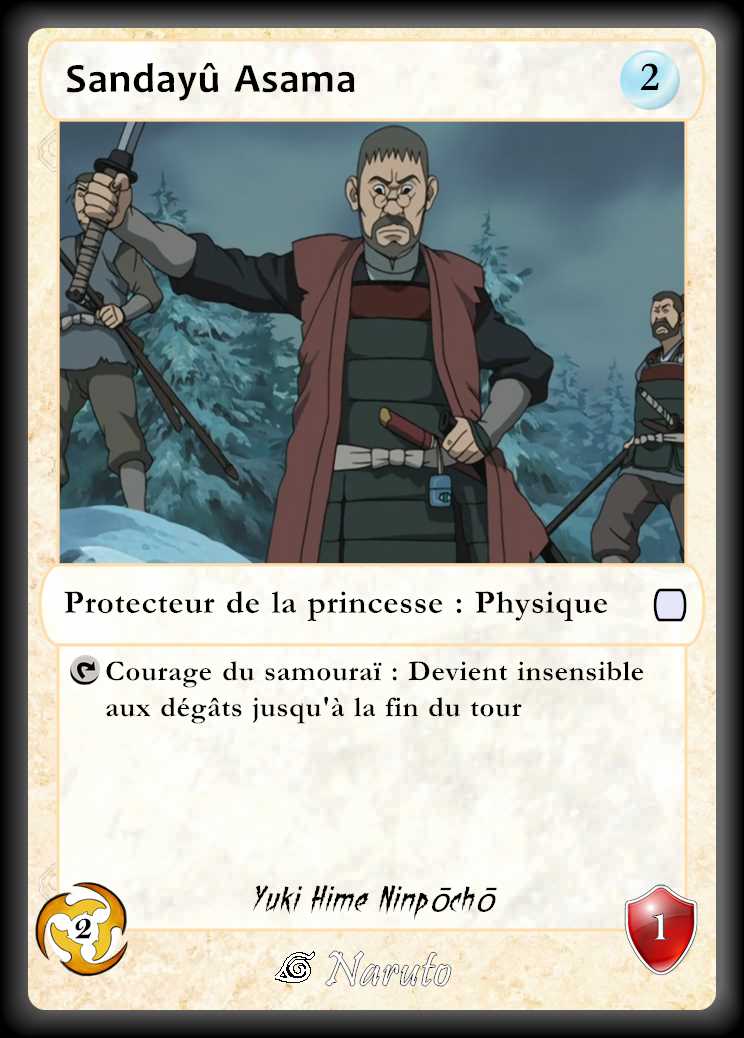 Sandayû Asama
2
Protecteur de la princesse : Physique
Courage du samouraï : Devient insensible
aux dégâts jusqu'à la fin du tour
Yuki Hime Ninpōchō
2
1
Naruto